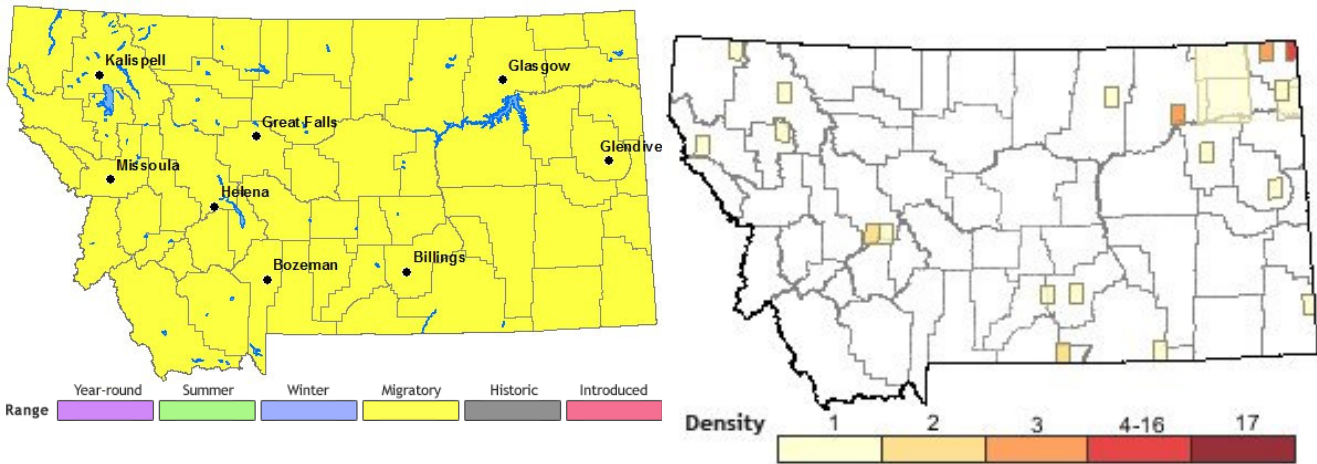 Kalispell
Glasgow
Great Falls
Glendive
Missoula
Helena
Bozeman
Billings
Range Year-round Summer Winter Migratory Historic Introduced
Density 1 2 3 4-16 17